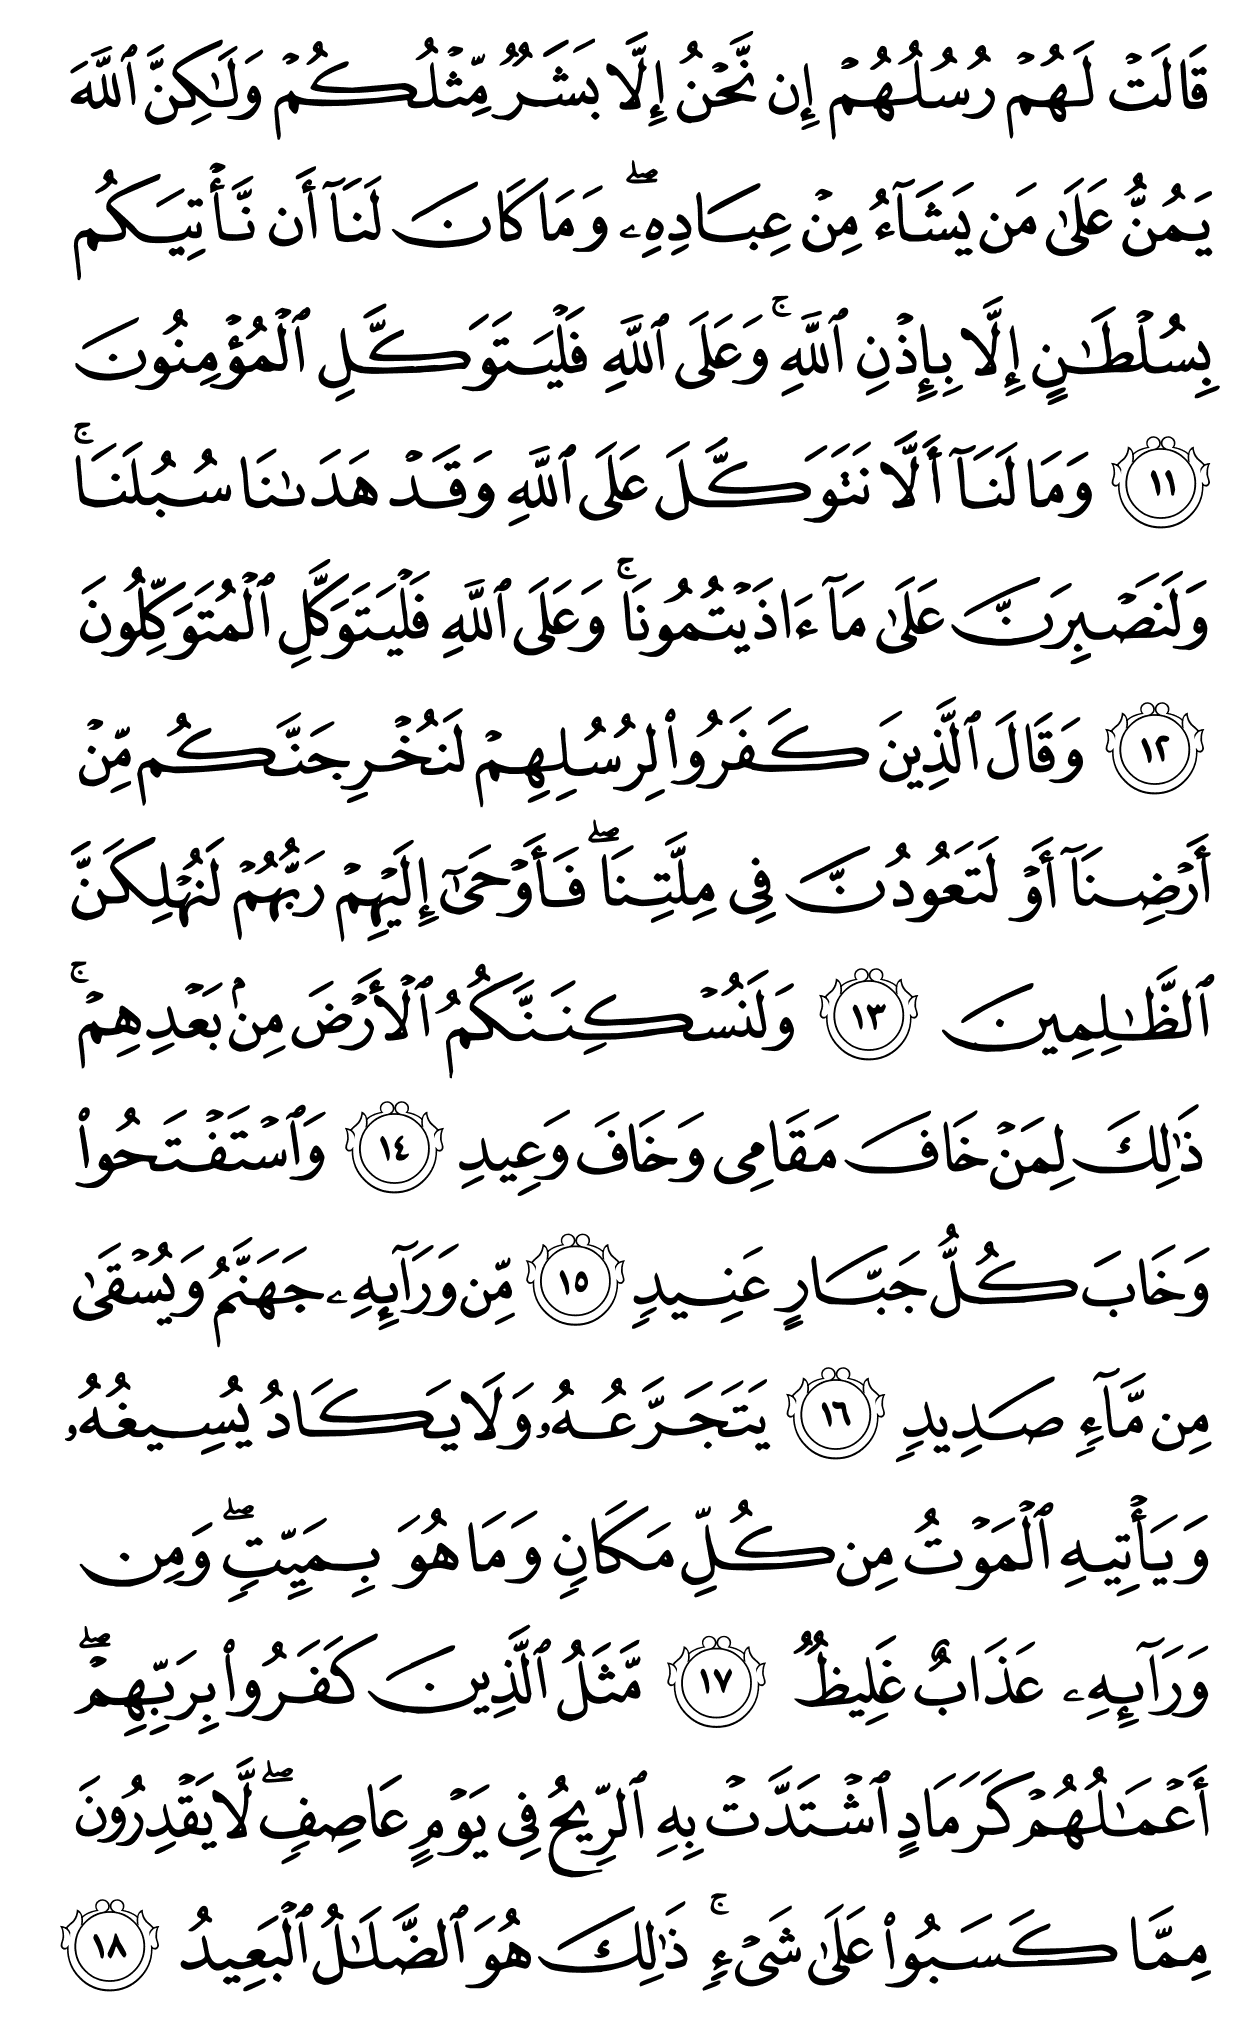 قَالَتۡ لَهُمۡ رُسُلُهُمۡ إِن نَّحۡنُ إِلَّا بَشَرٞ مِّثۡلُكُمۡ وَلَٰكِنَّ ٱللَّهَ
يَمُنُّ عَلَىٰ مَن يَشَآءُ مِنۡ عِبَادِهِۦۖ وَمَا كَانَ لَنَآ أَن نَّأۡتِيَكُم
بِسُلۡطَٰنٍ إِلَّا بِإِذۡنِ ٱللَّهِۚ وَعَلَى ٱللَّهِ فَلۡيَتَوَكَّلِ ٱلۡمُؤۡمِنُونَ
١١ وَمَا لَنَآ أَلَّا نَتَوَكَّلَ عَلَى ٱللَّهِ وَقَدۡ هَدَىٰنَا سُبُلَنَاۚ
وَلَنَصۡبِرَنَّ عَلَىٰ مَآ ءَاذَيۡتُمُونَاۚ وَعَلَى ٱللَّهِ فَلۡيَتَوَكَّلِ ٱلۡمُتَوَكِّلُونَ
١٢ وَقَالَ ٱلَّذِينَ كَفَرُواْ لِرُسُلِهِمۡ لَنُخۡرِجَنَّكُم مِّنۡ
أَرۡضِنَآ أَوۡ لَتَعُودُنَّ فِي مِلَّتِنَاۖ فَأَوۡحَىٰٓ إِلَيۡهِمۡ رَبُّهُمۡ لَنُهۡلِكَنَّ
ٱلظَّٰلِمِينَ ١٣ وَلَنُسۡكِنَنَّكُمُ ٱلۡأَرۡضَ مِنۢ بَعۡدِهِمۡۚ
ذَٰلِكَ لِمَنۡ خَافَ مَقَامِي وَخَافَ وَعِيدِ ١٤ وَٱسۡتَفۡتَحُواْ
وَخَابَ كُلُّ جَبَّارٍ عَنِيدٖ ١٥ مِّن وَرَآئِهِۦ جَهَنَّمُ وَيُسۡقَىٰ
مِن مَّآءٖ صَدِيدٖ ١٦ يَتَجَرَّعُهُۥ وَلَا يَكَادُ يُسِيغُهُۥ
وَيَأۡتِيهِ ٱلۡمَوۡتُ مِن كُلِّ مَكَانٖ وَمَا هُوَ بِمَيِّتٖۖ وَمِن
وَرَآئِهِۦ عَذَابٌ غَلِيظٞ ١٧ مَّثَلُ ٱلَّذِينَ كَفَرُواْ بِرَبِّهِمۡۖ
أَعۡمَٰلُهُمۡ كَرَمَادٍ ٱشۡتَدَّتۡ بِهِ ٱلرِّيحُ فِي يَوۡمٍ عَاصِفٖۖ لَّا يَقۡدِرُونَ
مِمَّا كَسَبُواْ عَلَىٰ شَيۡءٖۚ ذَٰلِكَ هُوَ ٱلضَّلَٰلُ ٱلۡبَعِيدُ ١٨